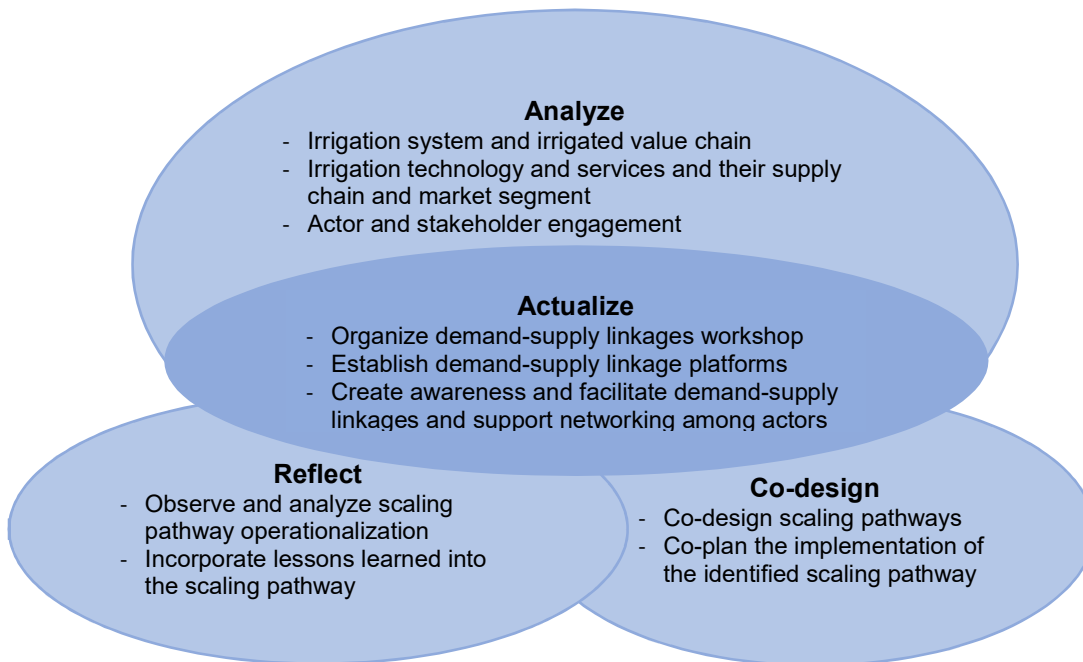 Analyze
- Irrigation system and irrigated value chain
- Irrigation technology and services and their supply
chain and market segment
- Actor and stakeholder engagement
Actualize
- Organize demand-supply linkages workshop
- Establish demand-supply linkage platforms
- Create awareness and facilitate demand-supply
linkages and support networking among actors
Reflect
- Observe and analyze scaling
pathway operationalization
- Incorporate lessons learned into
the scaling pathway
Co-design
- Co-design scaling pathways
- Co-plan the implementation of
the identified scaling pathway